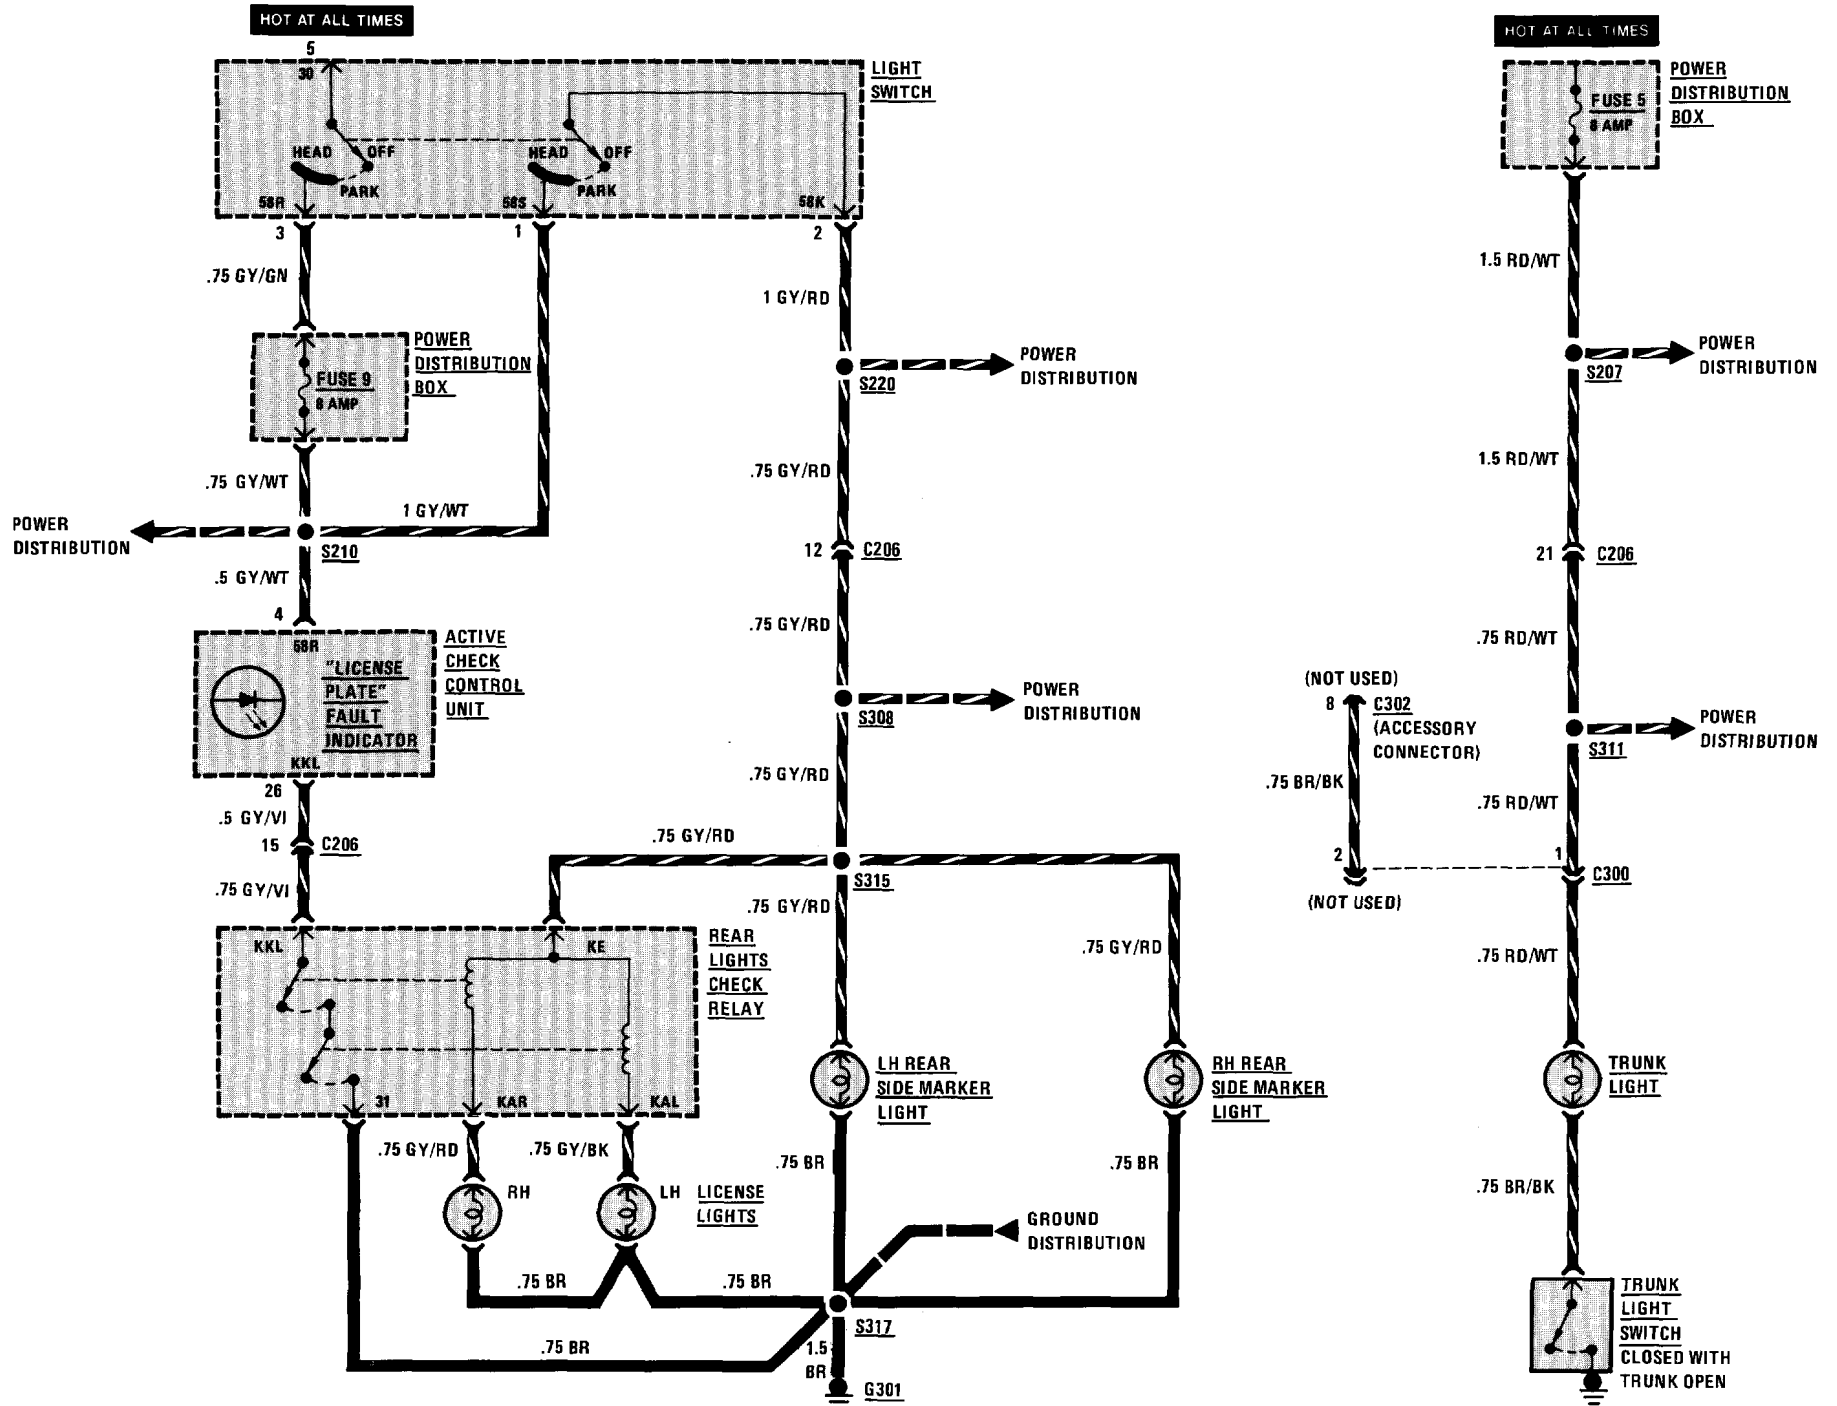 HOT AT ALL TIMES
5
30
LIGHT
SWITCH
HEAD
OFF
PARK
HEAD
OFF
PARK
58R
58S
58K
3
1
2
.75 GY/GN
1 GY/RD
POWER
DISTRIBUTION
BOX
FUSE 9
8 AMP
S220
POWER
DISTRIBUTION
.75 GY/WT
1 GY/WT
.75 GY/RD
POWER
DISTRIBUTION
S210
12
C206
.5 GY/WT
4
.75 GY/RD
58R
"LICENSE
PLATE"
FAULT
INDICATOR
KKL
ACTIVE
CHECK
CONTROL
UNIT
S308
POWER
DISTRIBUTION
26
.5 GY/VI
.75 GY/RD
15
C206
.75 GY/RD
.75 GY/VI
S315
.75 GY/RD
.75 GY/RD
KKL
KE
REAR
LIGHTS
CHECK
RELAY
31
KAR
KAL
LH REAR
SIDE MARKER
LIGHT
RH REAR
SIDE MARKER
LIGHT
.75 GY/RD
.75 GY/BK
.75 BR
.75 BR
RH
LH
LICENSE
LIGHTS
GROUND
DISTRIBUTION
.75 BR
.75 BR
S317
.75 BR
1.5
BR
G301
HOT AT ALL TIMES
POWER
DISTRIBUTION
BOX
FUSE 5
8 AMP
1.5 RD/WT
S207
POWER
DISTRIBUTION
1.5 RD/WT
21
C206
.75 RD/WT
(NOT USED)
8
C302
(ACCESSORY
CONNECTOR)
.75 BR/BK
2
(NOT USED)
S311
POWER
DISTRIBUTION
.75 RD/WT
1
C300
.75 RD/WT
TRUNK
LIGHT
.75 BR/BK
TRUNK
LIGHT
SWITCH
CLOSED WITH
TRUNK OPEN